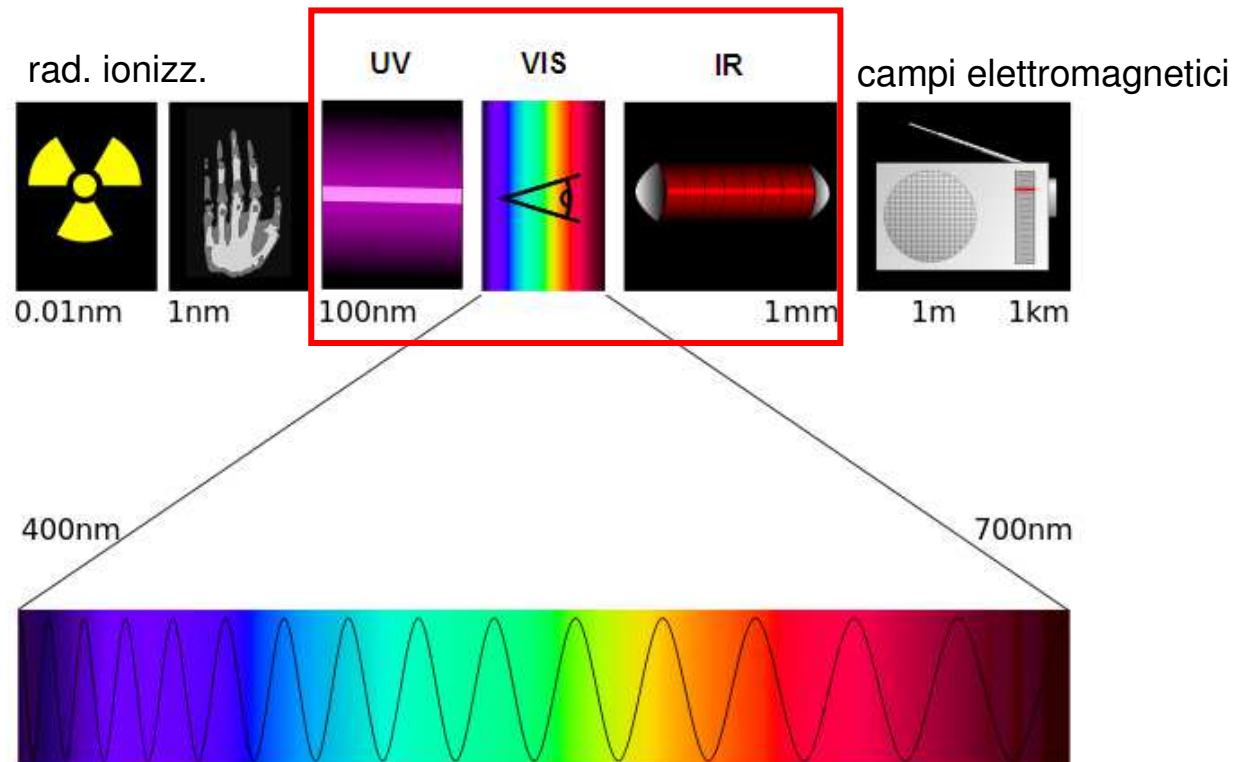 UV VIS IR
rad. ionizz. campi elettromagnetici
0.01nm 1nm 100nm 1mm 1m 1km
400nm 700nm